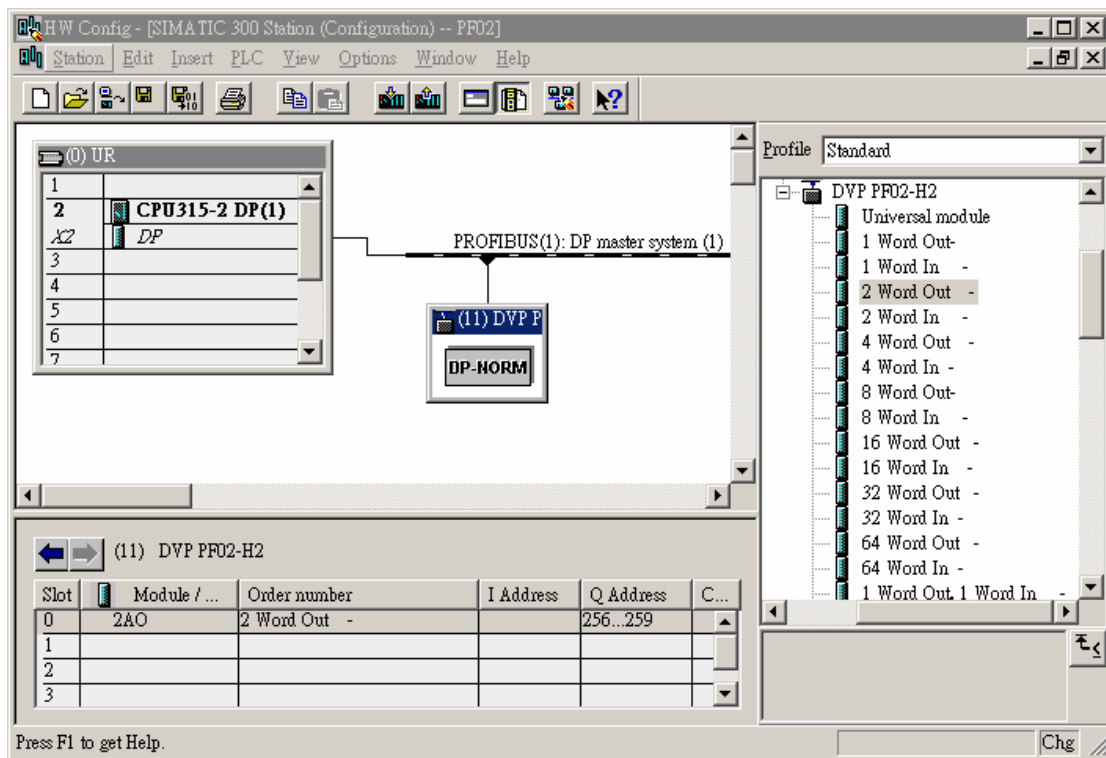 HW Config - [SIMATIC 300 Station (Configuration) -- PF02]
Station Edit Insert PLC View Options Window Help
(0) UR
1
2 CPU315-2 DP(1)
X2 DP
3
4
5
6
7
PROFIBUS(1): DP master system (1)
(11) DVP P
DP-NORM
Profile Standard
DVP PF02-H2
Universal module
1 Word Out-
1 Word In -
2 Word Out -
2 Word In -
4 Word Out -
4 Word In -
8 Word Out-
8 Word In -
16 Word Out -
16 Word In -
32 Word Out -
32 Word In -
64 Word Out -
64 Word In -
1 Word Out, 1 Word In -
(11) DVP PF02-H2
Slot Module / ... Order number I Address Q Address C...
0 2AO 2 Word Out - 256...259
1
2
3
Press F1 to get Help.
Chg